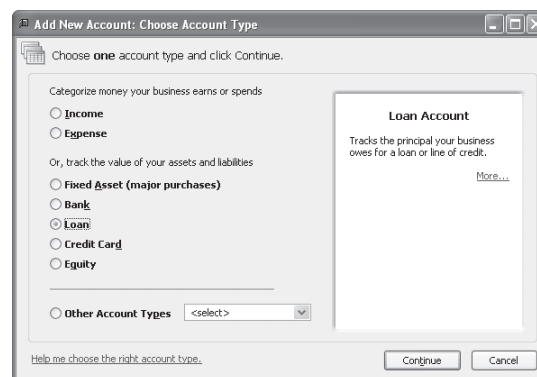 Add New Account: Choose Account Type
Choose one account type and click Continue.
Categorize money your business earns or spends
Income
Expense
Or, track the value of your assets and liabilities
Fixed Asset (major purchases)
Bank
Loan
Credit Card
Equity
Other Account Types <select>
Loan Account
Tracks the principal your business
owes for a loan or line of credit.
More...
Help me choose the right account type.
Continue Cancel